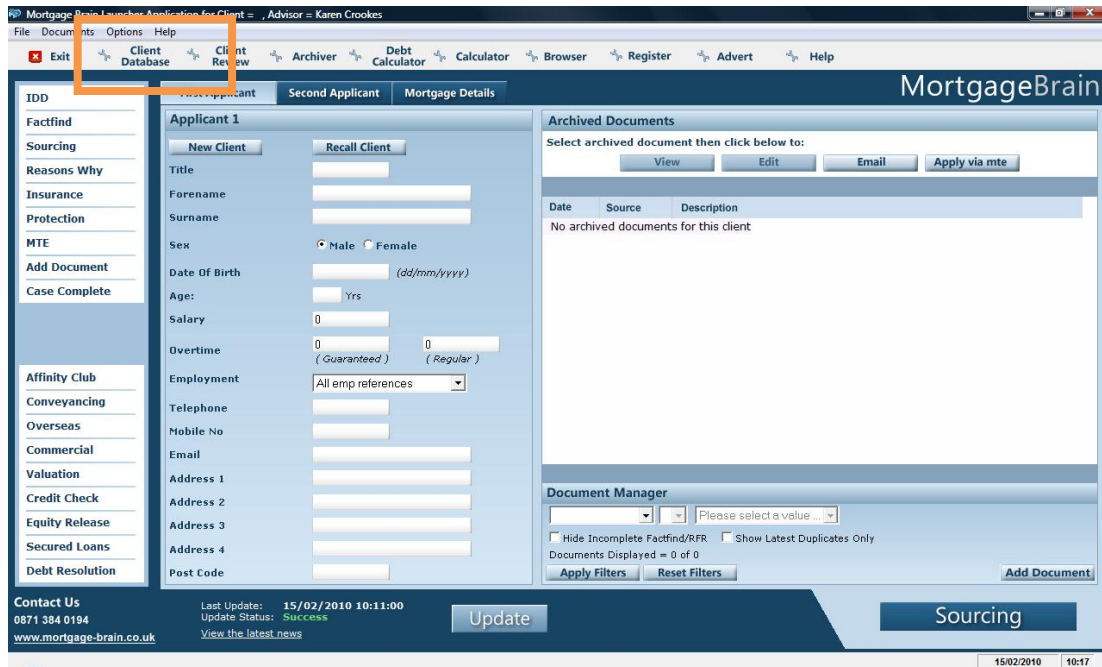 Mortgage Brain Launcher Application for Client = , Advisor = Karen Crookes
File Documents Options Help
Exit Client Database Client Review Archiver Debt Calculator Calculator Browser Register Advert Help
MortgageBrain
IDD
Factfind
Sourcing
Reasons Why
Insurance
Protection
MTE
Add Document
Case Complete
Affinity Club
Conveyancing
Overseas
Commercial
Valuation
Credit Check
Equity Release
Secured Loans
Debt Resolution
First Applicant Second Applicant Mortgage Details
Applicant 1
New Client Recall Client
Title
Forename
Surname
Sex Male Female
Date Of Birth (dd/mm/yyyy)
Age: Yrs
Salary 0
Overtime 0 0
( Guaranteed ) ( Regular )
Employment All emp references
Telephone
Mobile No
Email
Address 1
Address 2
Address 3
Address 4
Post Code
Archived Documents
Select archived document then click below to:
View Edit Email Apply via mte
Date Source Description
No archived documents for this client
Document Manager
Please select a value ...
Hide Incomplete Factfind/RFR Show Latest Duplicates Only
Documents Displayed = 0 of 0
Apply Filters Reset Filters Add Document
Contact Us
0871 384 0194
www.mortgage-brain.co.uk
Last Update: 15/02/2010 10:11:00
Update Status: Success
View the latest news
Update
Sourcing
15/02/2010 10:17